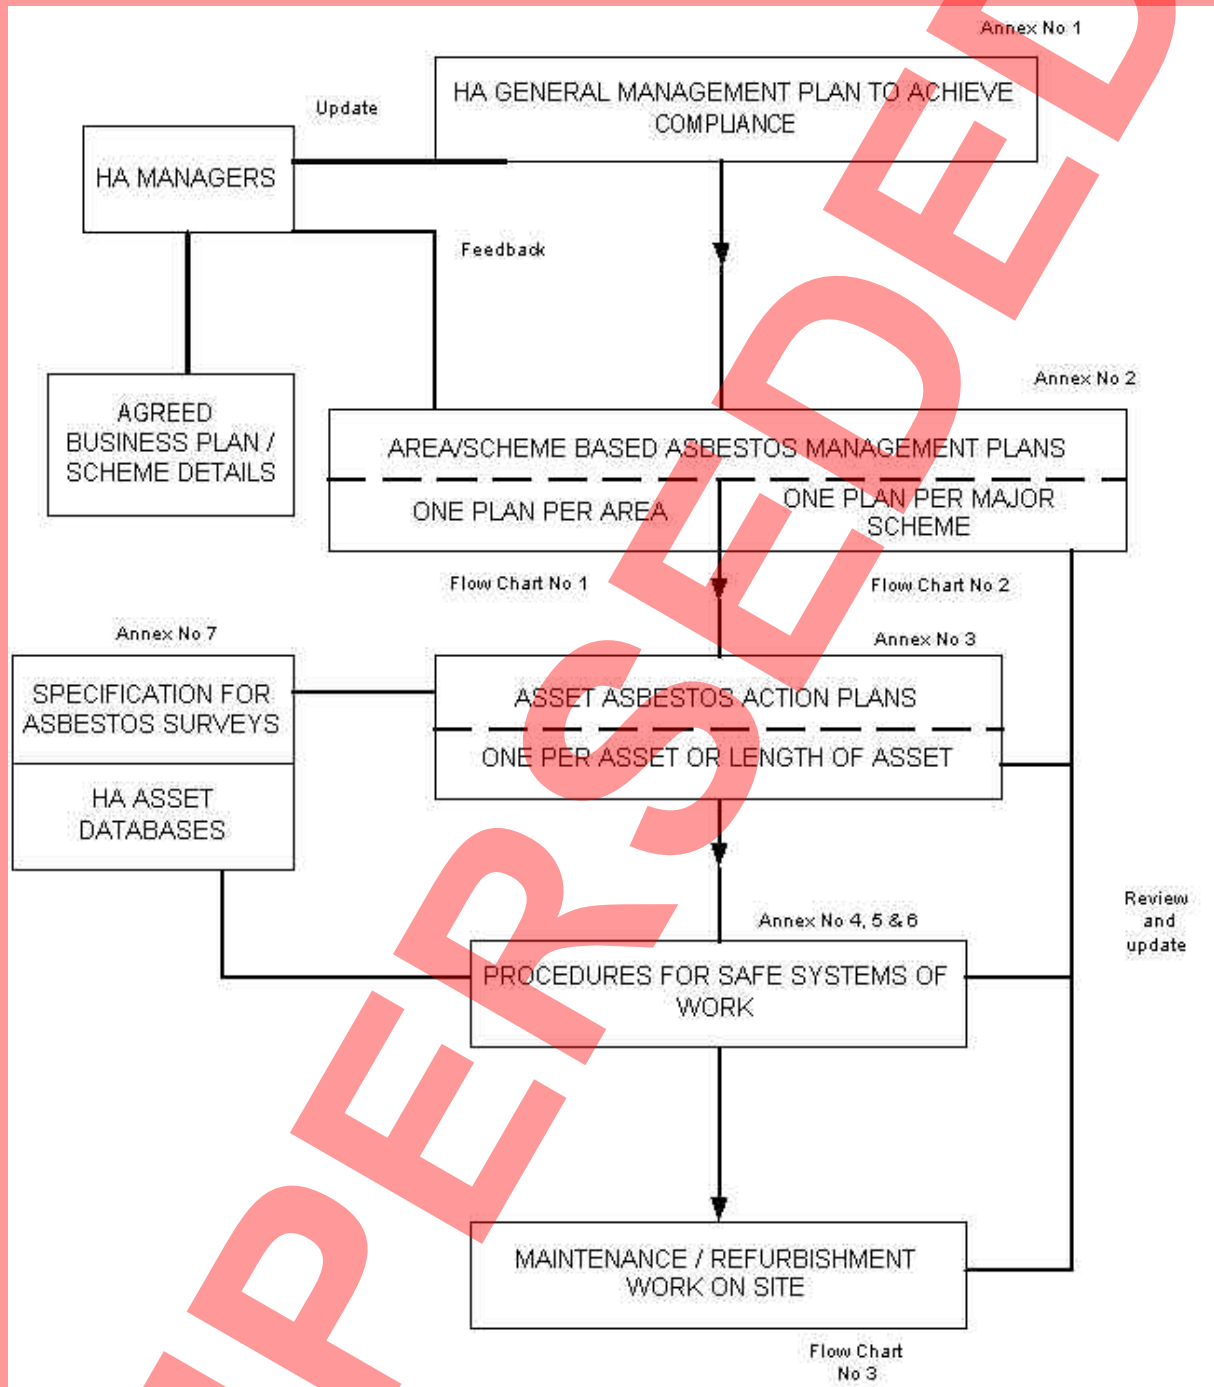 Annex No 1
HA GENERAL MANAGEMENT PLAN TO ACHIEVE
COMPLIANCE
Update
HA MANAGERS
Feedback
Annex No 2
AGREED
BUSINESS PLAN /
SCHEME DETAILS
AREA/SCHEME BASED ASBESTOS MANAGEMENT PLANS
ONE PLAN PER AREA
ONE PLAN PER MAJOR
SCHEME
Flow Chart No 1
Flow Chart No 2
Annex No 7
Annex No 3
SPECIFICATION FOR
ASBESTOS SURVEYS
ASSET ASBESTOS ACTION PLANS
ONE PER ASSET OR LENGTH OF ASSET
HA ASSET
DATABASES
Review
and
update
Annex No 4, 5 & 6
PROCEDURES FOR SAFE SYSTEMS OF
WORK
MAINTENANCE / REFURBISHMENT
WORK ON SITE
Flow Chart
No 3
PERSEDED